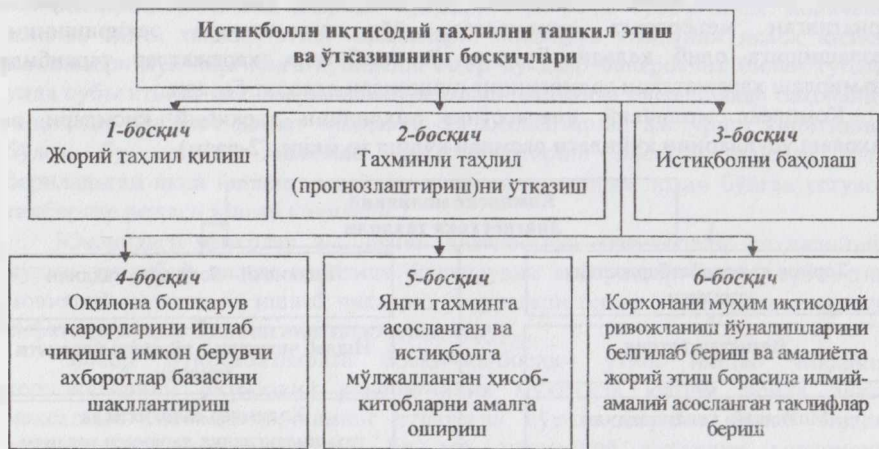 Истиқболли иқтисодий таҳлилни ташкил этиш
ва ўтказишнинг босқичлари
1-босқич
Жорий таҳлил қилиш
2-босқич
Тахминли таҳлил
(прогнозлаштириш)ни ўтказиш
3-босқич
Истиқболни баҳолаш
4-босқич
Оқилона бошқарув
қарорларини ишлаб
чиқишга имкон берувчи
ахборотлар базасини
шакллантириш
5-босқич
Янги тахминга
асосланган ва
истиқболга
мўлжалланган ҳисоб-
китобларни амалга
ошириш
6-босқич
Корхонанинг муҳим иқтисодий
ривожланиш йўналишларини
белгилаб бериш ва амалиётга
жорий этиш борасида илмий-
амалий асосланган таклифлар
бериш